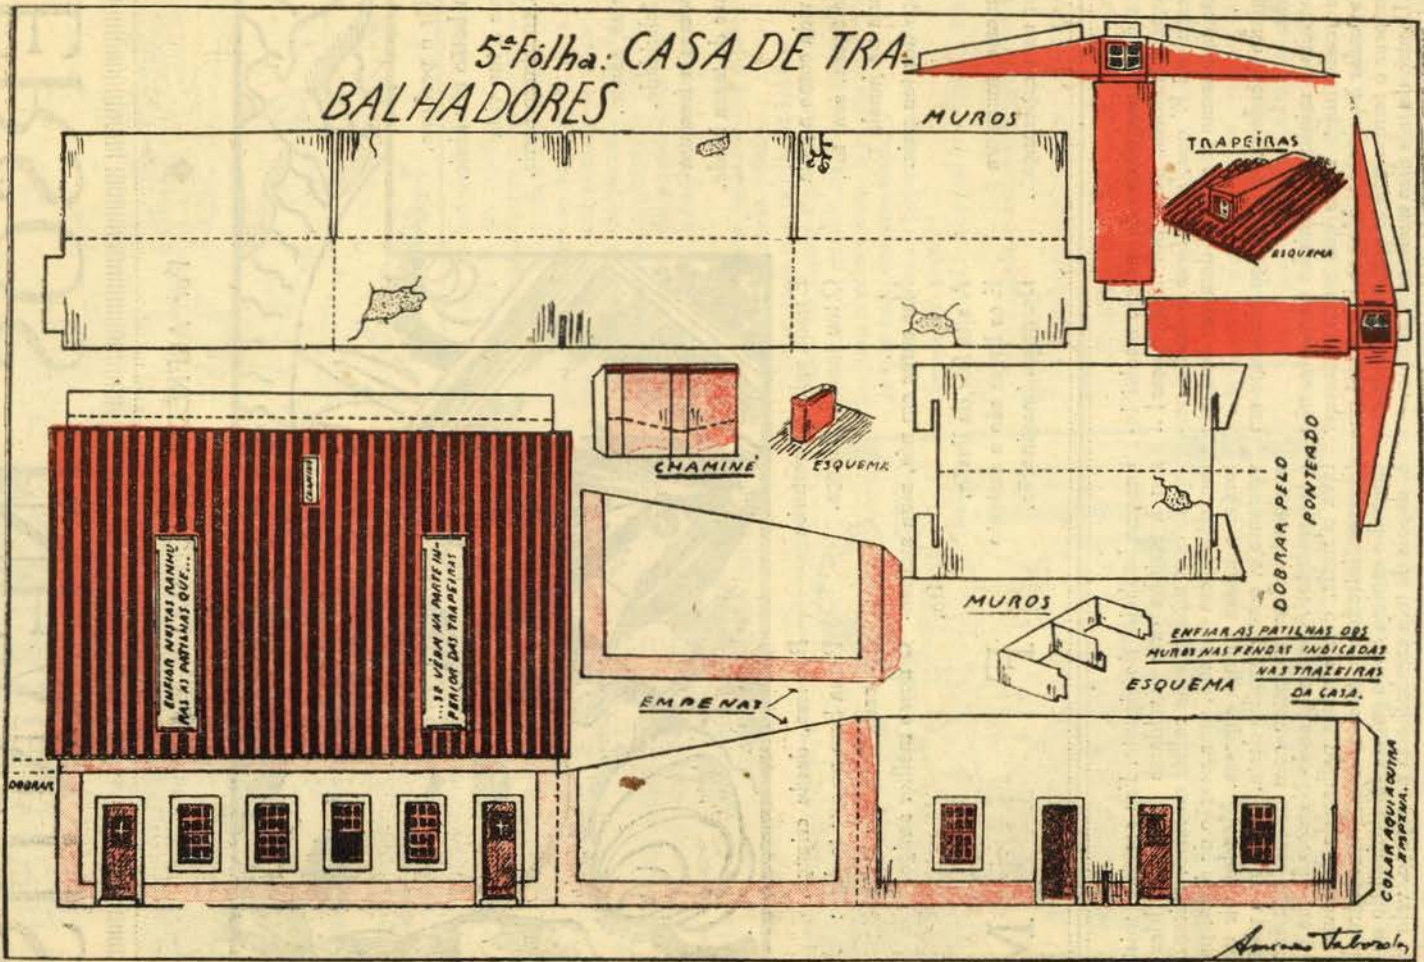 5ª Fôlha: CASA DE TRA-
BALHADORES
MUROS
TRAPEIRAS
ESQUEMA
CHAMINÉ
ESQUEMA
DOBRAR PELO
PONTEADO
CHAMINÉ
ENFIAR NESTAS RANHU
RAS AS PATILHAS QUE...
...SE VÊEM NA PARTE IN-
FERIOR DAS TRAPEIRAS
MUROS
ESQUEMA
ENFIAR AS PATILHAS DOS
MUROS NAS FENDAS INDICADAS
NAS TRAZEIRAS
DA CASA.
EMPENAS
DOBRAR
COLAR AQUI A OUTRA
EMPENA.